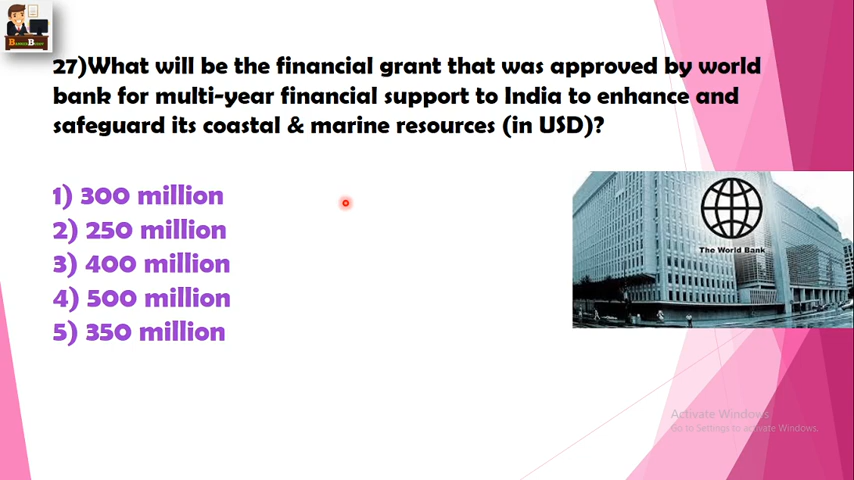 27)What will be the financial grant that was approved by world
bank for multi-year financial support to India to enhance and
safeguard its coastal & marine resources (in USD)?
1) 300 million
2) 250 million
3) 400 million
4) 500 million
5) 350 million
The World Bank
Activate Windows
Go to Settings to activate Windows.